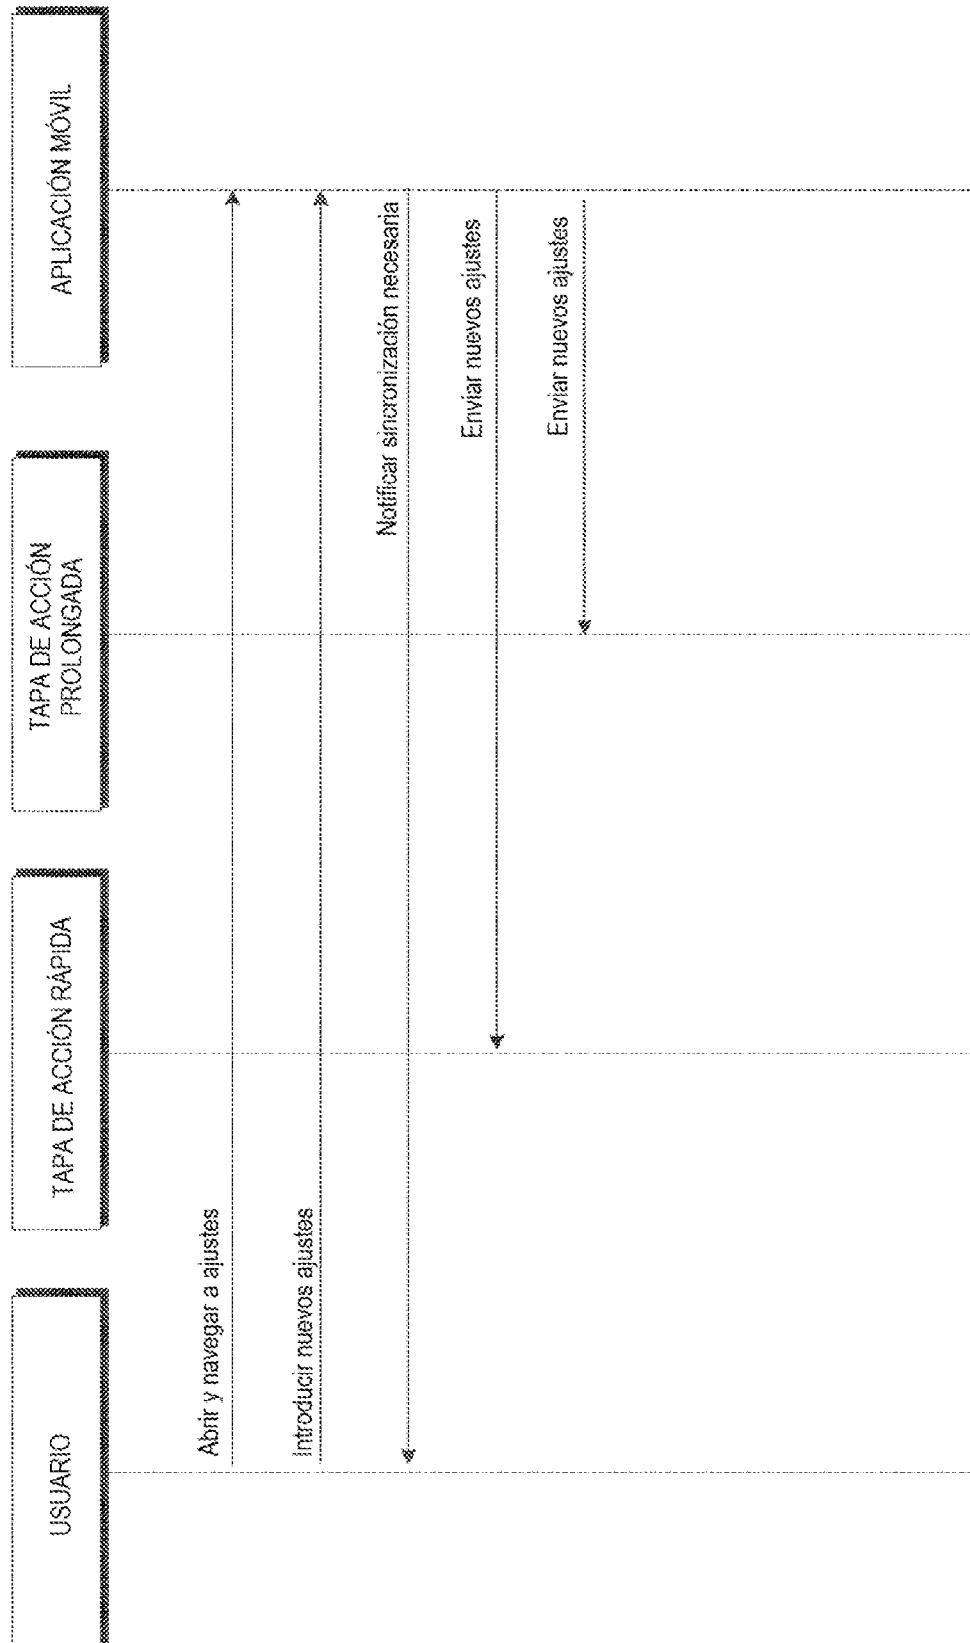 USUARIO
TAPA DE ACCIÓN RÁPIDA
TAPA DE ACCIÓN
PROLONGADA
APLICACIÓN MÓVIL
Abrir y navegar a ajustes
Introducir nuevos ajustes
Notificar sincronización necesaria
Enviar nuevos ajustes
Enviar nuevos ajustes